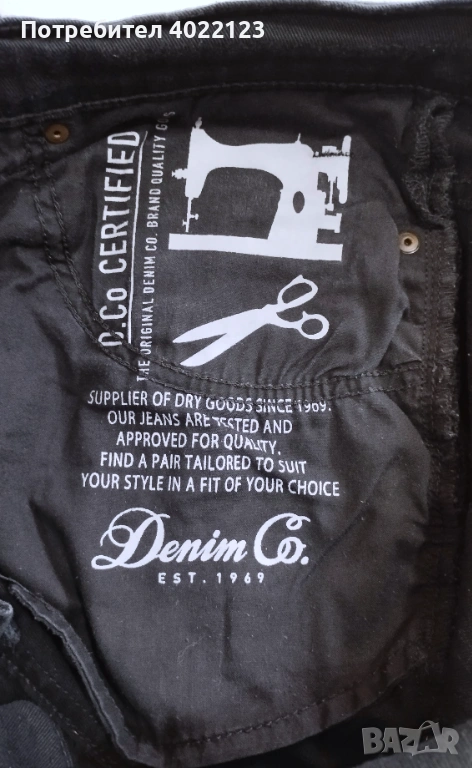 Потребител 4022123
D.Co CERTIFIED
THE ORIGINAL DENIM CO. BRAND QUALITY
SUPPLIER OF DRY GOODS SINCE 1969.
OUR JEANS ARE TESTED AND
APPROVED FOR QUALITY.
FIND A PAIR TAILORED TO SUIT
YOUR STYLE IN A FIT OF YOUR CHOICE
Denim Co.
EST. 1969
BAZAR